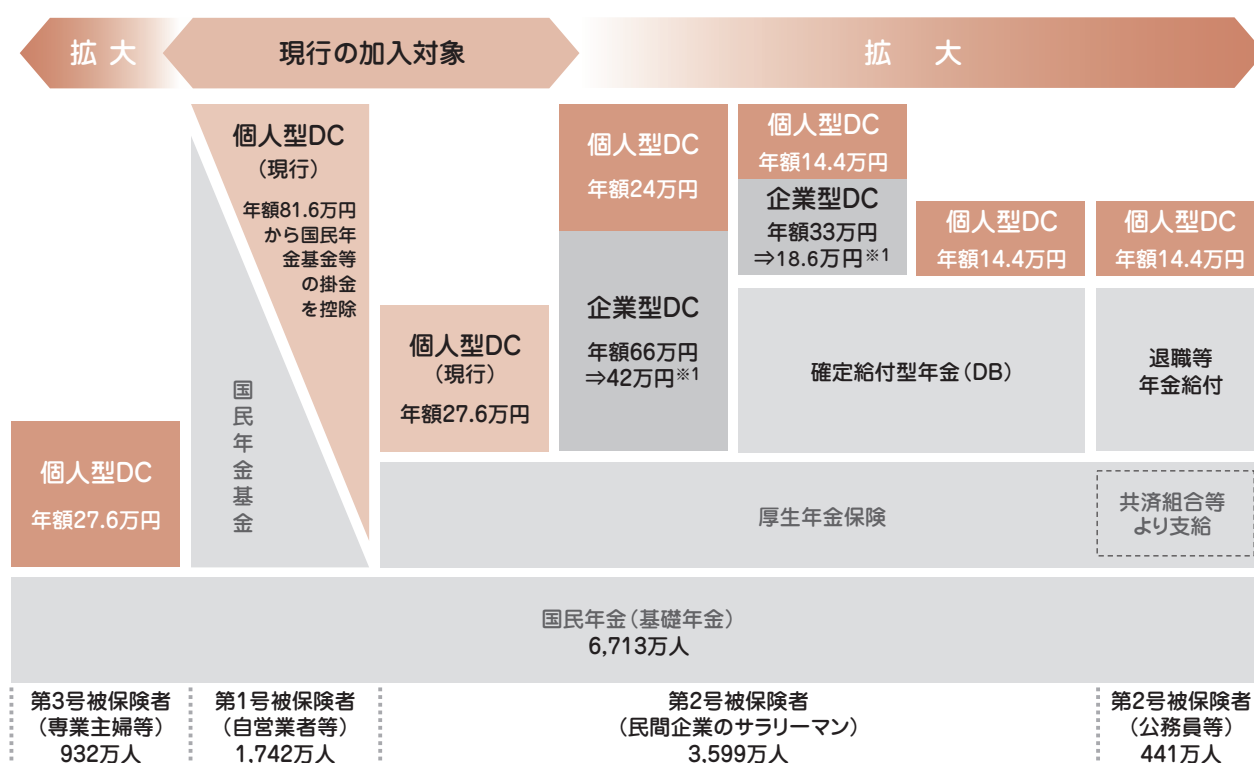 拡大
現行の加入対象
拡大
個人型DC
(現行)
年額81.6万円
から国民年
金基金等
の掛金
を控除
国民年金基金
個人型DC
年額27.6万円
個人型DC
(現行)
年額27.6万円
個人型DC
年額24万円
企業型DC
年額66万円
⇒42万円※1
個人型DC
年額14.4万円
企業型DC
年額33万円
⇒18.6万円※1
個人型DC
年額14.4万円
個人型DC
年額14.4万円
確定給付型年金(DB)
退職等
年金給付
厚生年金保険
共済組合等
より支給
国民年金(基礎年金)
6,713万人
第3号被保険者
(専業主婦等)
932万人
第1号被保険者
(自営業者等)
1,742万人
第2号被保険者
(民間企業のサラリーマン)
3,599万人
第2号被保険者
(公務員等)
441万人